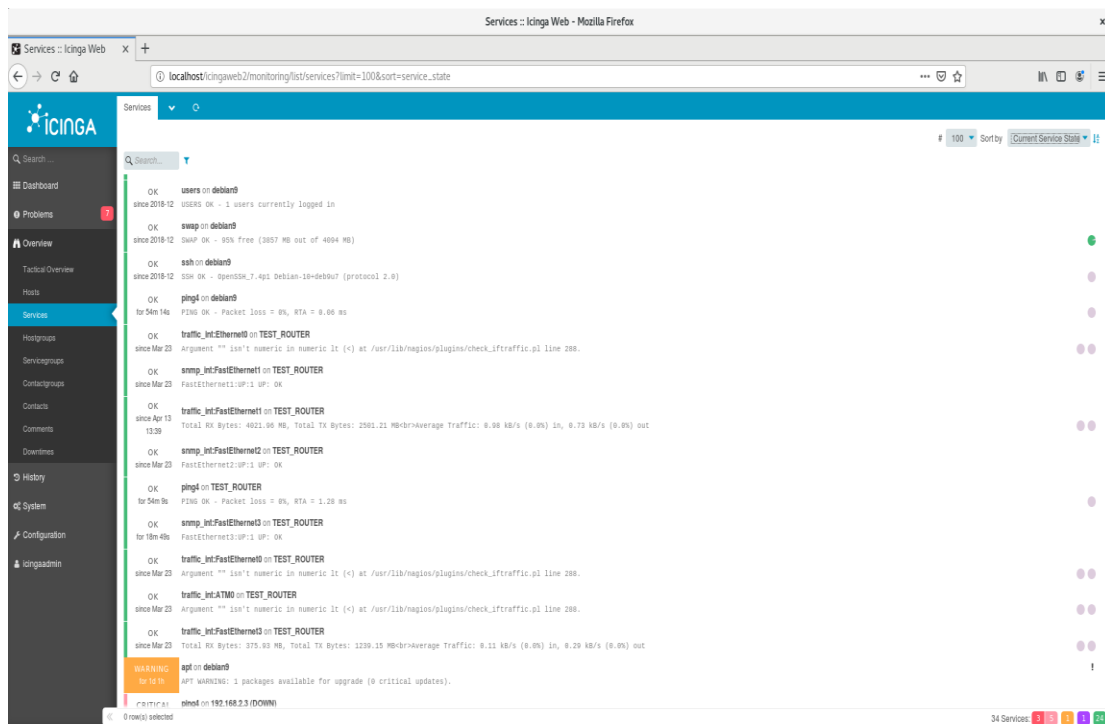 Services :: Icinga Web - Mozilla Firefox
Services :: Icinga Web
localhost/icingaweb2/monitoring/list/services?limit=100&sort=service_state
ICINGA
Services
# 100 Sort by Current Service State
Search ...
Search...
Dashboard
Problems 7
Overview
Tactical Overview
Hosts
Services
Hostgroups
Servicegroups
Contactgroups
Contacts
Comments
Downtimes
History
System
Configuration
icingaadmin
OK users on debian9
since 2018-12 USERS OK - 1 users currently logged in
OK swap on debian9
since 2018-12 SWAP OK - 95% free (3857 MB out of 4094 MB)
OK ssh on debian9
since 2018-12 SSH OK - OpenSSH_7.4p1 Debian-10+deb9u7 (protocol 2.0)
OK ping4 on debian9
for 54m 14s PING OK - Packet loss = 0%, RTA = 0.06 ms
OK traffic_int:Ethernet0 on TEST_ROUTER
since Mar 23 Argument "" isn't numeric in numeric lt (<) at /usr/lib/nagios/plugins/check_iftraffic.pl line 288.
OK snmp_int:FastEthernet1 on TEST_ROUTER
since Mar 23 FastEthernet1:UP:1 UP: OK
OK traffic_int:FastEthernet1 on TEST_ROUTER
since Apr 13 13:39 Total RX Bytes: 4021.96 MB, Total TX Bytes: 2501.21 MB<br>Average Traffic: 0.98 kB/s (0.0%) in, 0.73 kB/s (0.0%) out
OK snmp_int:FastEthernet2 on TEST_ROUTER
since Mar 23 FastEthernet2:UP:1 UP: OK
OK ping4 on TEST_ROUTER
for 54m 9s PING OK - Packet loss = 0%, RTA = 1.28 ms
OK snmp_int:FastEthernet3 on TEST_ROUTER
for 18m 49s FastEthernet3:UP:1 UP: OK
OK traffic_int:FastEthernet0 on TEST_ROUTER
since Mar 23 Argument "" isn't numeric in numeric lt (<) at /usr/lib/nagios/plugins/check_iftraffic.pl line 288.
OK traffic_int:ATM0 on TEST_ROUTER
since Mar 23 Argument "" isn't numeric in numeric lt (<) at /usr/lib/nagios/plugins/check_iftraffic.pl line 288.
OK traffic_int:FastEthernet3 on TEST_ROUTER
since Mar 23 Total RX Bytes: 375.93 MB, Total TX Bytes: 1239.15 MB<br>Average Traffic: 0.11 kB/s (0.0%) in, 0.29 kB/s (0.0%) out
WARNING apt on debian9
for 1d 1h APT WARNING: 1 packages available for upgrade (0 critical updates).
CRITICAL ping4 on 192.168.2.3 (DOWN)
0 row(s) selected
34 Services: 3 5 1 1 24